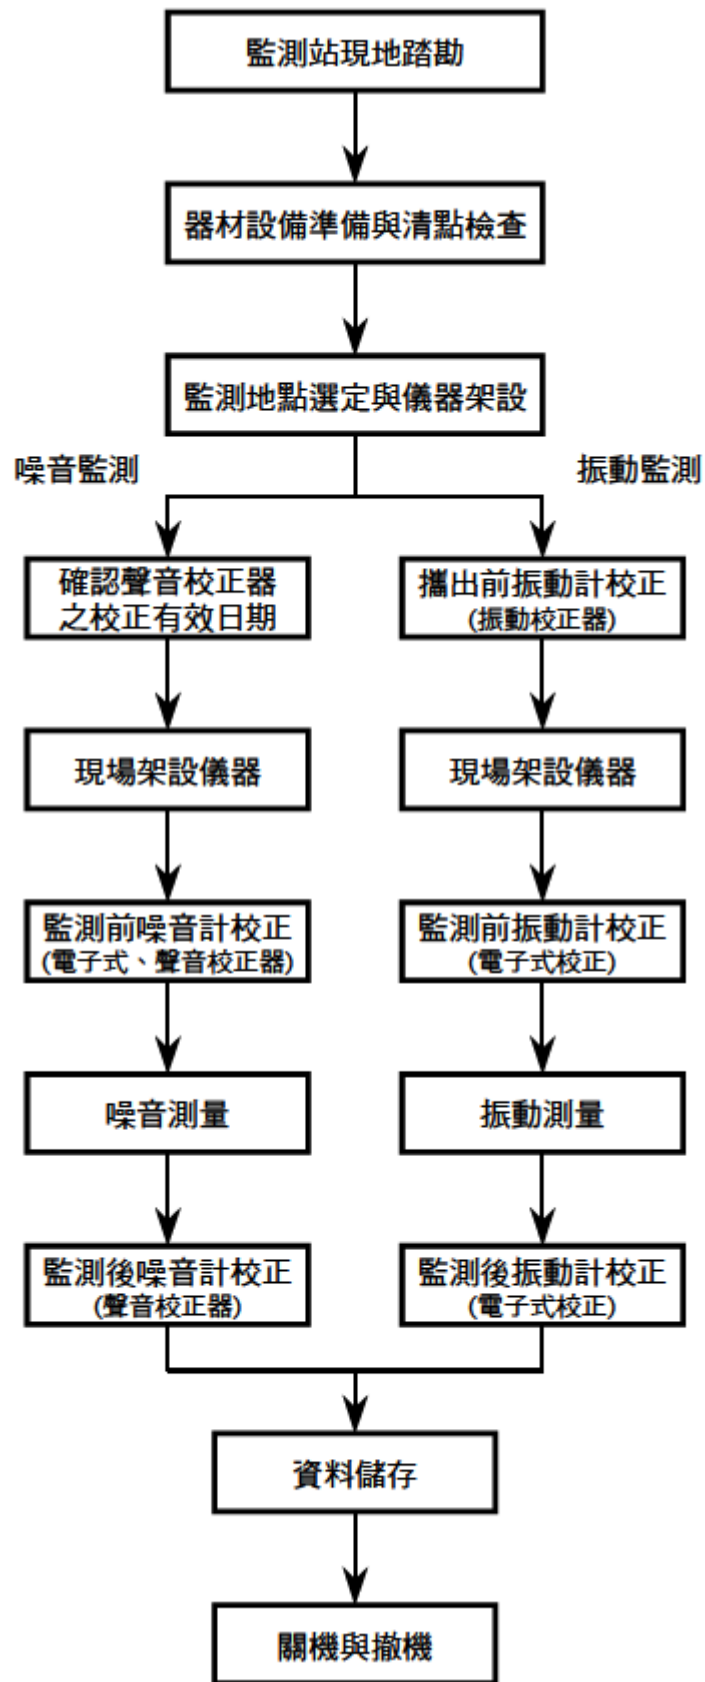 監測站現地踏勘
器材設備準備與清點檢查
監測地點選定與儀器架設
噪音監測
確認聲音校正器
之校正有效日期
現場架設儀器
監測前噪音計校正
(電子式、聲音校正器)
噪音測量
監測後噪音計校正
(聲音校正器)
振動監測
攜出前振動計校正
(振動校正器)
現場架設儀器
監測前振動計校正
(電子式校正)
振動測量
監測後振動計校正
(電子式校正)
資料儲存
關機與撤機